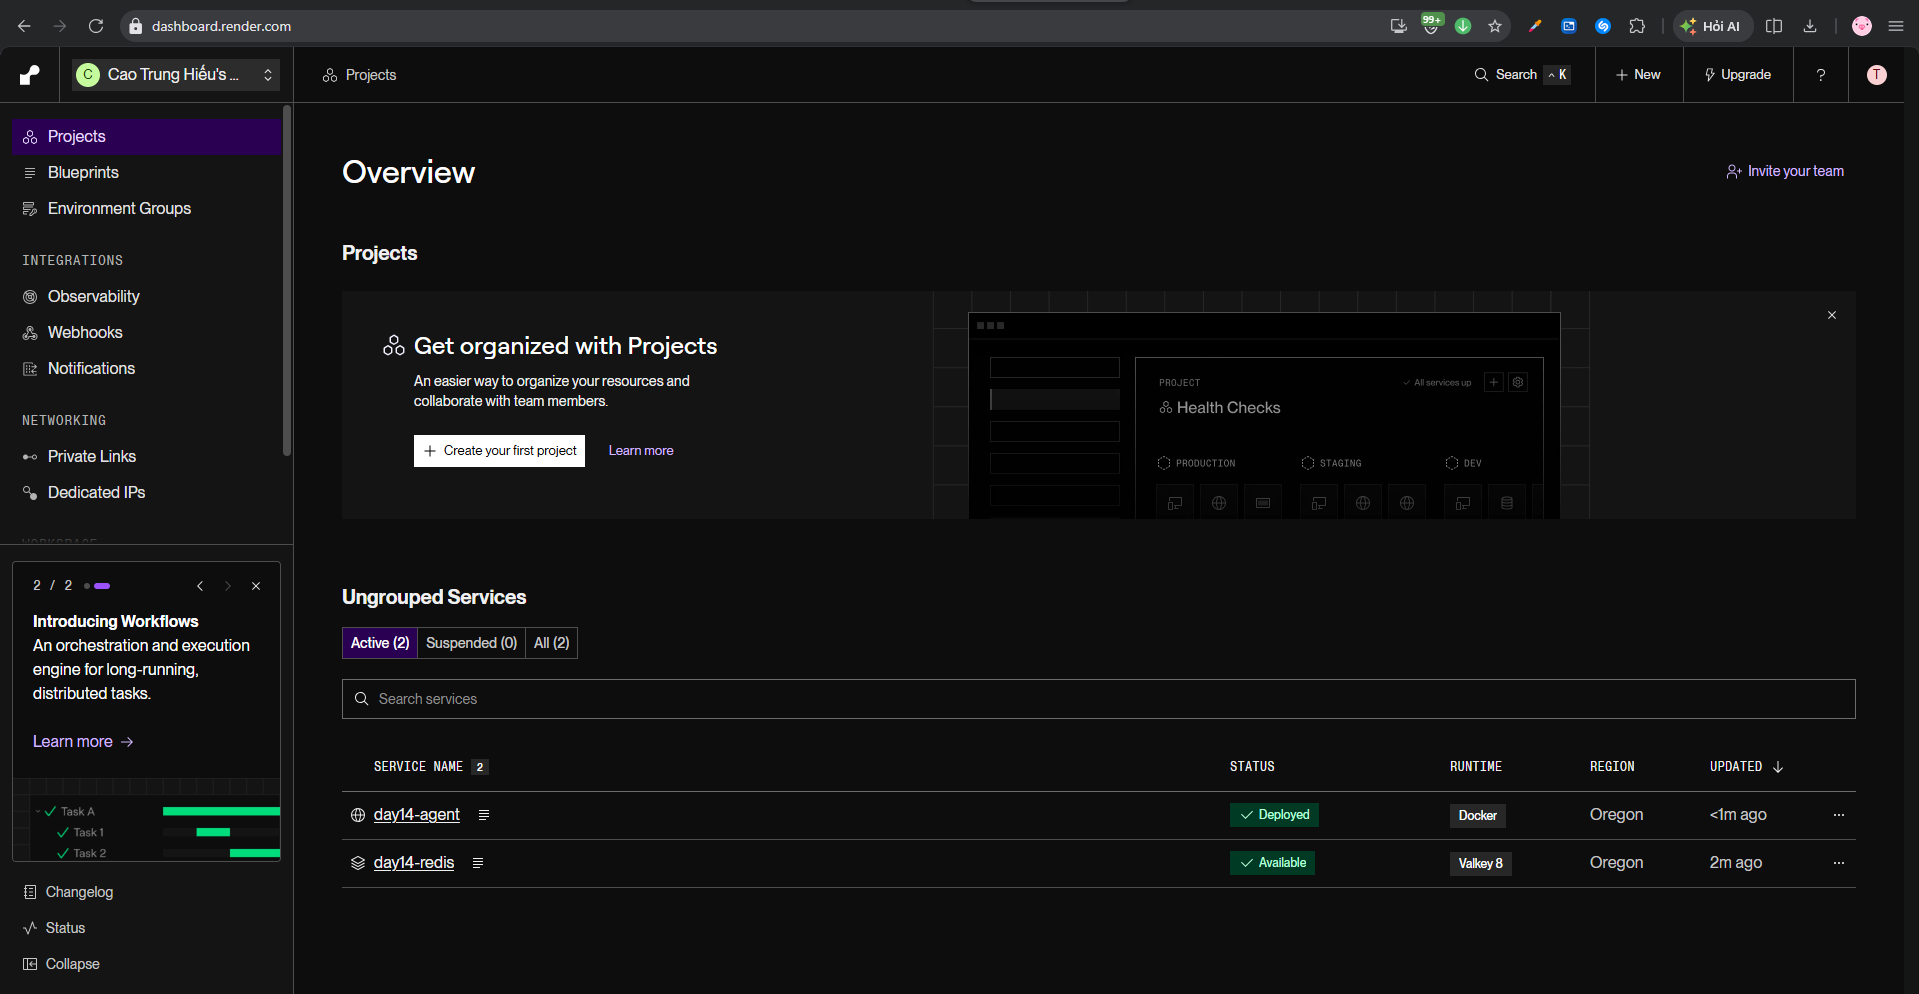 dashboard.render.com
99+
Hỏi AI
C
Cao Trung Hiếu's ...
Projects
Search
K
+ New
Upgrade
?
T
Projects
Blueprints
Environment Groups
INTEGRATIONS
Observability
Webhooks
Notifications
NETWORKING
Private Links
Dedicated IPs
WORKSPACE
2 / 2
Introducing Workflows
An orchestration and execution
engine for long-running,
distributed tasks.
Learn more →
Task A
Task 1
Task 2
Changelog
Status
Collapse
Overview
Invite your team
Projects
Get organized with Projects
An easier way to organize your resources and
collaborate with team members.
+ Create your first project
Learn more
PROJECT
All services up
Health Checks
PRODUCTION
STAGING
DEV
Ungrouped Services
Active (2)
Suspended (0)
All (2)
Search services
SERVICE NAME 2
STATUS
RUNTIME
REGION
UPDATED ↓
day14-agent
Deployed
Docker
Oregon
<1m ago
day14-redis
Available
Valkey 8
Oregon
2m ago